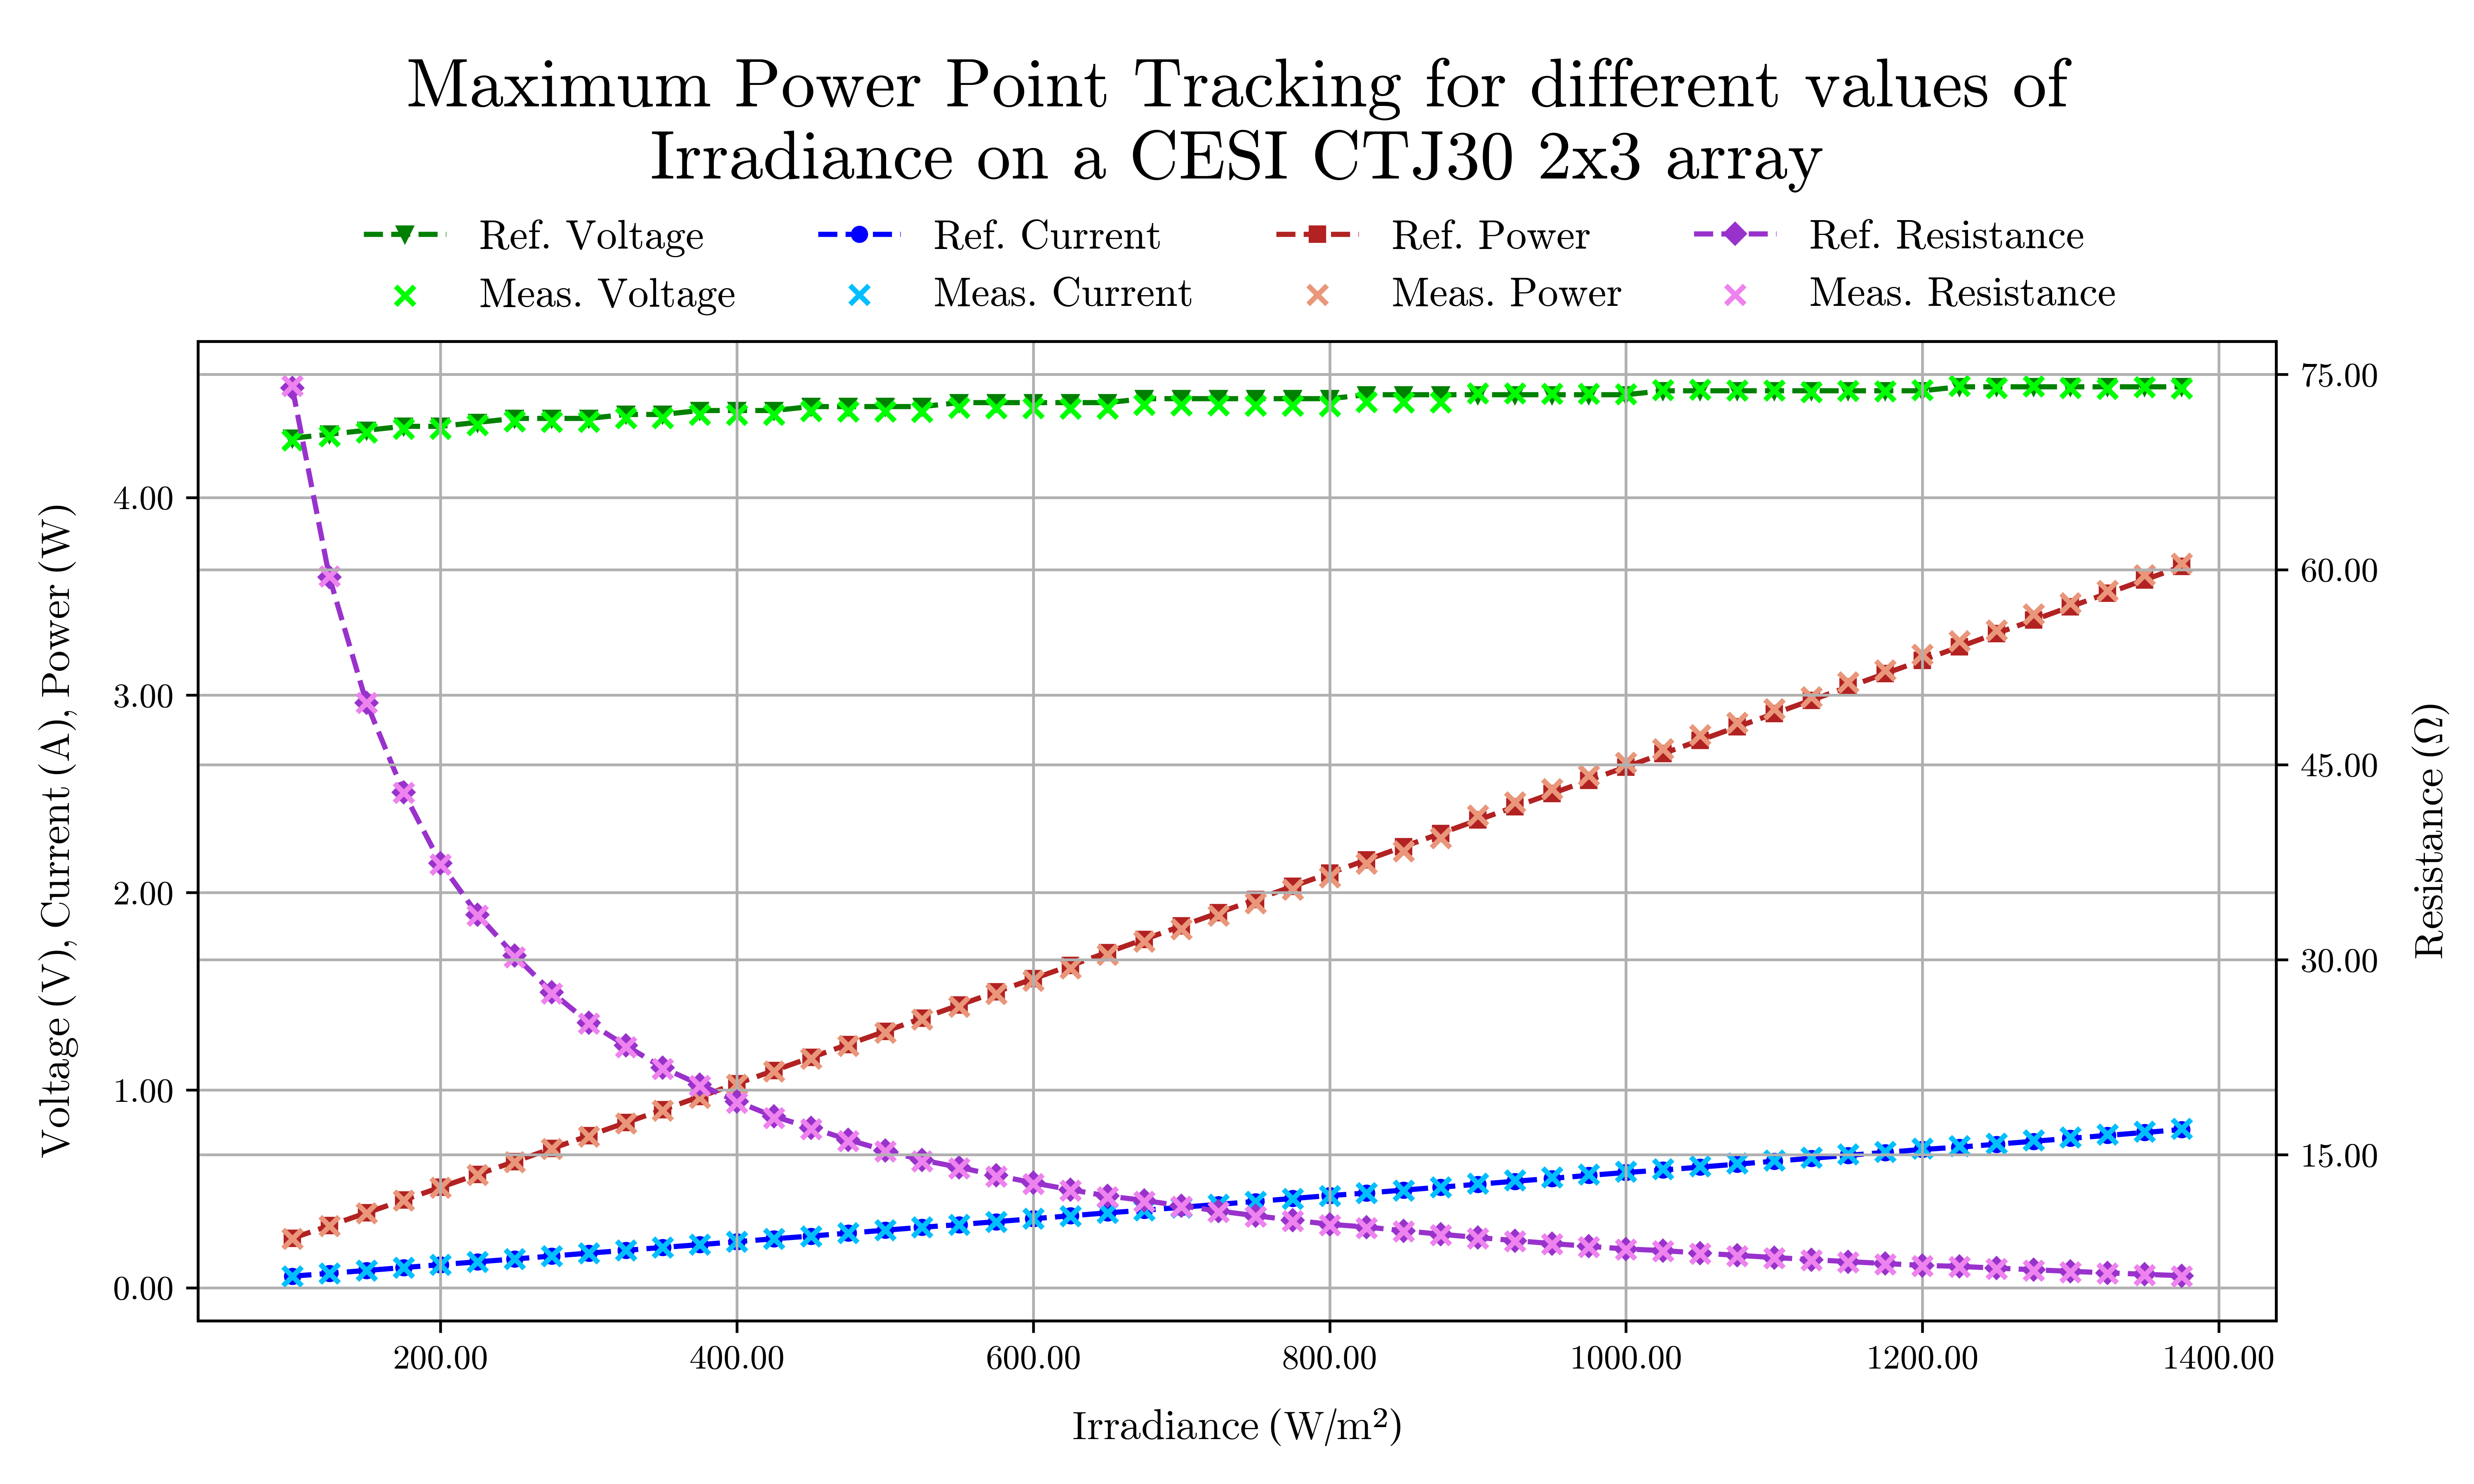 Maximum Power Point Tracking for different values of
Irradiance on a CESI CTJ30 2x3 array
Ref. Voltage
Ref. Current
Ref. Power
Ref. Resistance
Meas. Voltage
Meas. Current
Meas. Power
Meas. Resistance
Voltage (V), Current (A), Power (W)
4.00
3.00
2.00
1.00
0.00
75.00
60.00
45.00
30.00
15.00
Resistance (Ω)
200.00
400.00
600.00
800.00
1000.00
1200.00
1400.00
Irradiance (W/m²)